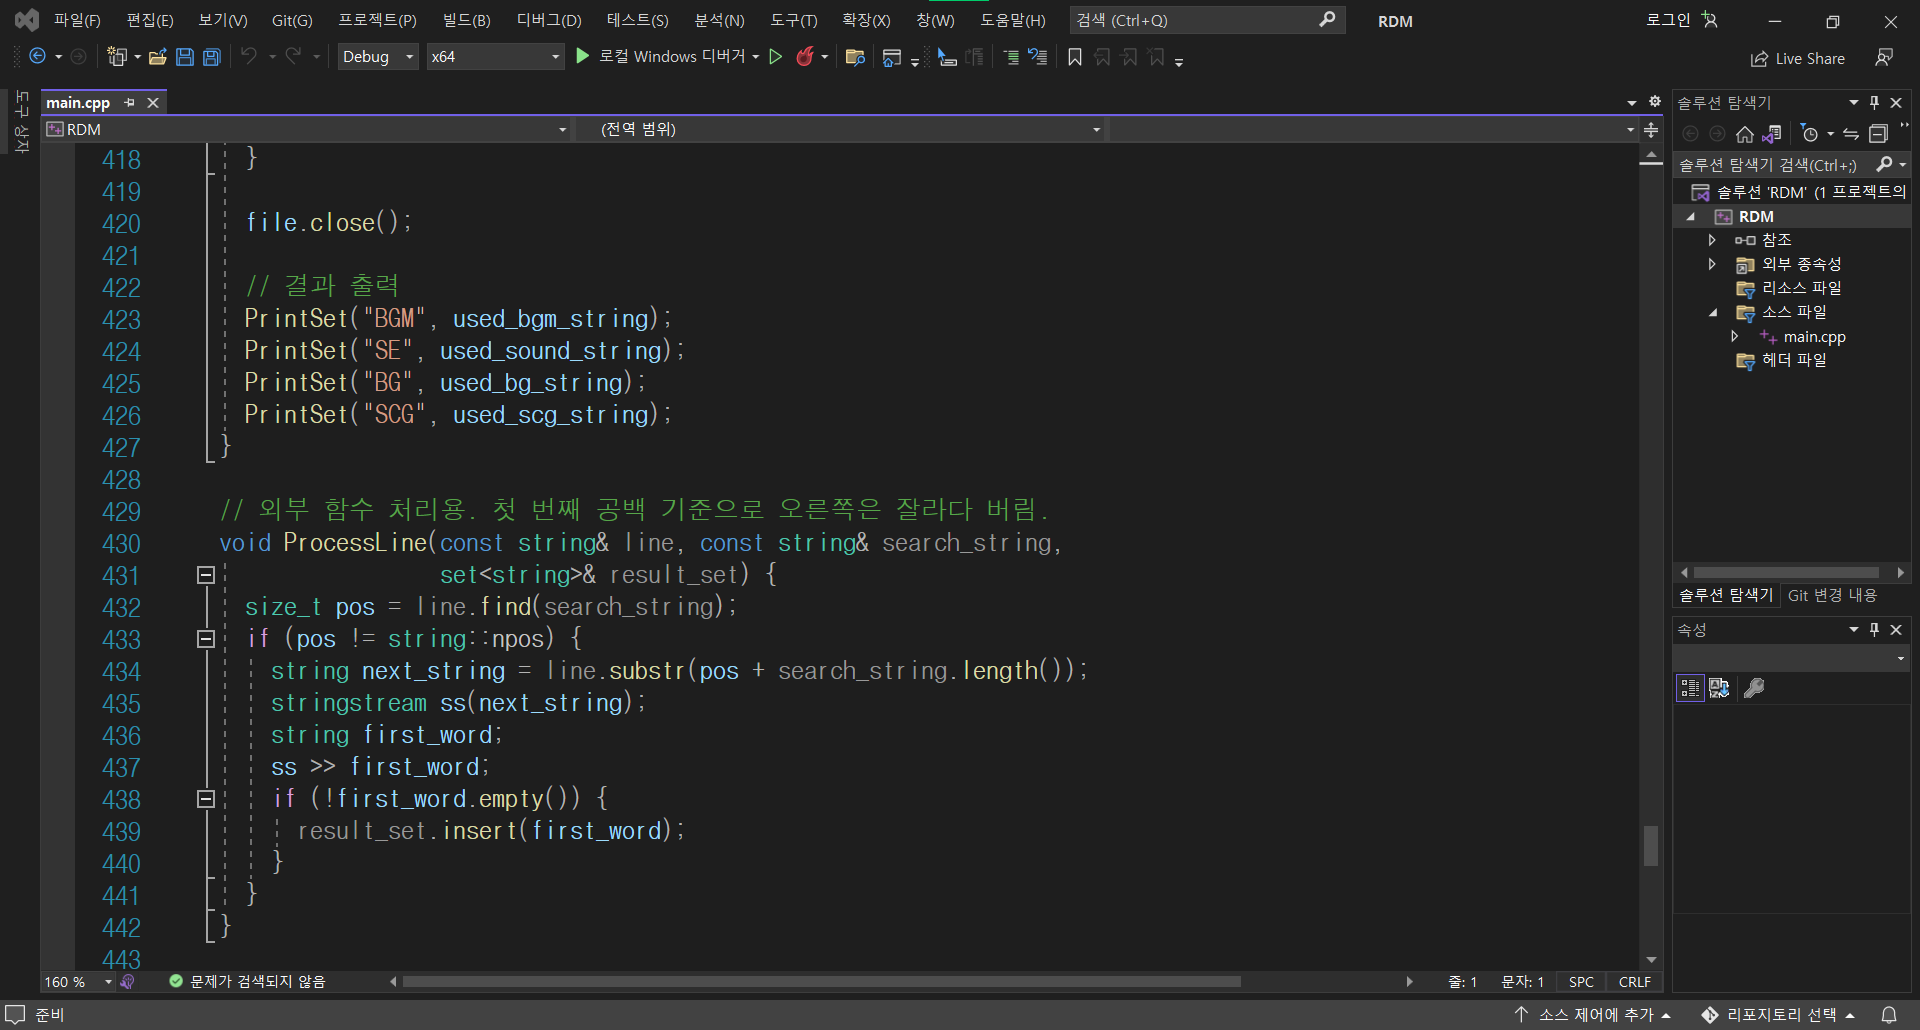 파일(F) 편집(E) 보기(V) Git(G) 프로젝트(P) 빌드(B) 디버그(D) 테스트(S) 분석(N) 도구(T) 확장(X) 창(W) 도움말(H) 검색 (Ctrl+Q) RDM 로그인
Debug x64 로컬 Windows 디버거 Live Share
도구 상자
main.cpp
RDM (전역 범위)
418 }
419
420 file.close();
421
422 // 결과 출력
423 PrintSet("BGM", used_bgm_string);
424 PrintSet("SE", used_sound_string);
425 PrintSet("BG", used_bg_string);
426 PrintSet("SCG", used_scg_string);
427 }
428
429 // 외부 함수 처리용. 첫 번째 공백 기준으로 오른쪽은 잘라다 버림.
430 void ProcessLine(const string& line, const string& search_string,
431 set<string>& result_set) {
432 size_t pos = line.find(search_string);
433 if (pos != string::npos) {
434 string next_string = line.substr(pos + search_string.length());
435 stringstream ss(next_string);
436 string first_word;
437 ss >> first_word;
438 if (!first_word.empty()) {
439 result_set.insert(first_word);
440 }
441 }
442 }
443
160 % 문제가 검색되지 않음 줄: 1 문자: 1 SPC CRLF
솔루션 탐색기
솔루션 탐색기 검색(Ctrl+;)
솔루션 'RDM' (1 프로젝트의
RDM
참조
외부 종속성
리소스 파일
소스 파일
main.cpp
헤더 파일
솔루션 탐색기 Git 변경 내용
속성
준비 소스 제어에 추가 리포지토리 선택